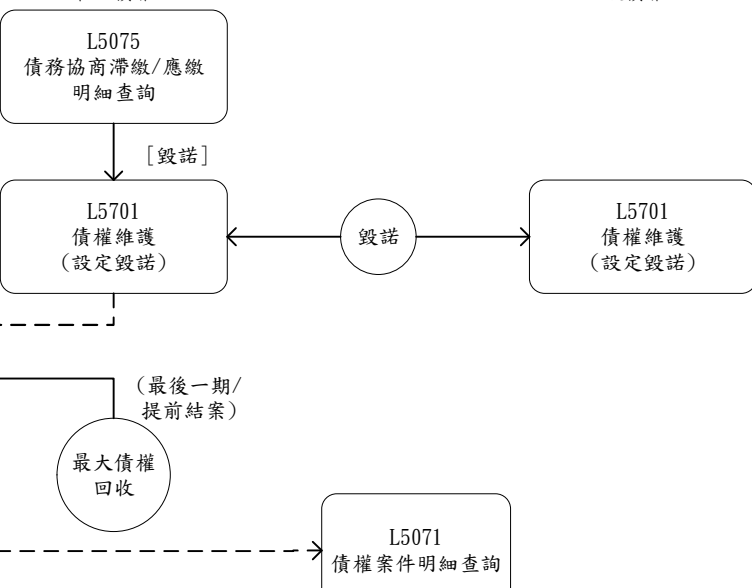 L5075
債務協商滯繳/應繳
明細查詢
[毀諾]
L5701
債權維護
(設定毀諾)
毀諾
L5701
債權維護
(設定毀諾)
(最後一期/
提前結案)
最大債權
回收
L5071
債權案件明細查詢